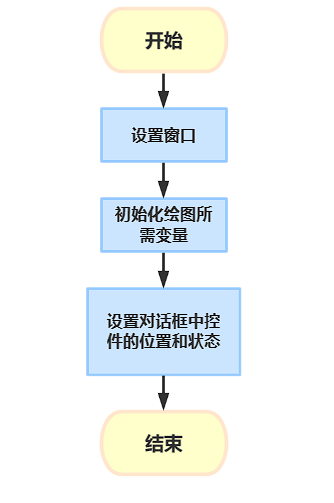 开始
设置窗口
初始化绘图所
需变量
设置对话框中控
件的位置和状态
结束